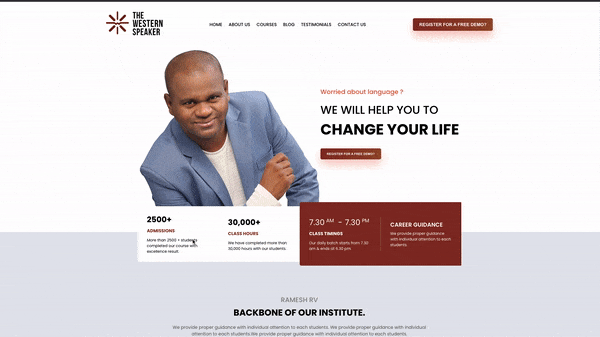 THE
WESTERN
SPEAKER
HOME ABOUT US COURSES BLOG TESTIMONIALS CONTACT US
REGISTER FOR A FREE DEMO?
Worried about language ?
WE WILL HELP YOU TO
CHANGE YOUR LIFE
REGISTER FOR A FREE DEMO?
2500+
ADMISSIONS
More than 2500 + students
completed our course with
excellence result
30,000+
CLASS HOURS
We have completed more than
30,000 hours with our students
7.30 AM - 7.30 PM
CLASS TIMINGS
Our daily batch starts from 7.30
am & ends at 6.30 pm
CAREER GUIDANCE
We provide proper guidance
with individual attention to each
students.
RAMESH RV
BACKBONE OF OUR INSTITUTE.
We provide proper guidance with individual attention to each students. We provide proper guidance
with individual attention to each students.We provide proper guidance with individual attention to